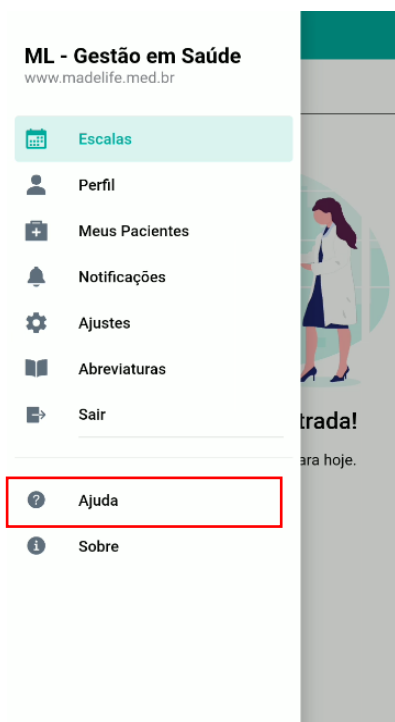 ML - Gestão em Saúde
www.madelife.med.br
Escalas
Perfil
Meus Pacientes
Notificações
Ajustes
Abreviaturas
Sair
trada!
ara hoje.
Ajuda
Sobre